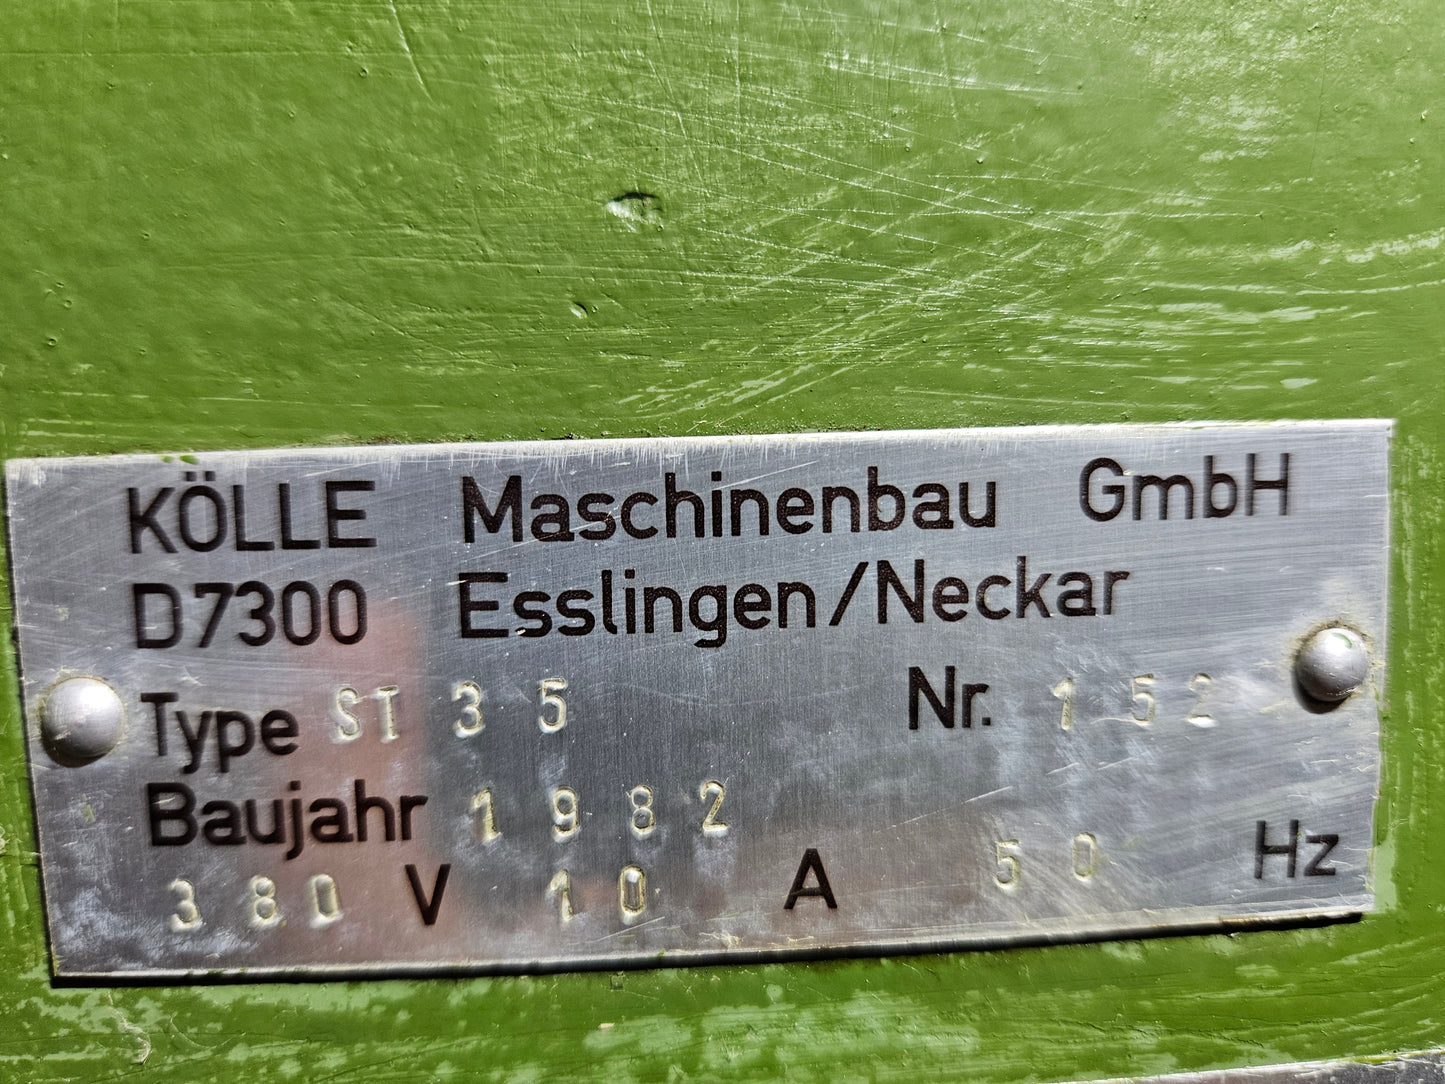 KÖLLE Maschinenbau GmbH
D7300 Esslingen/Neckar
Type ST 35 Nr. 152
Baujahr 1982
380 V 10 A 50 Hz